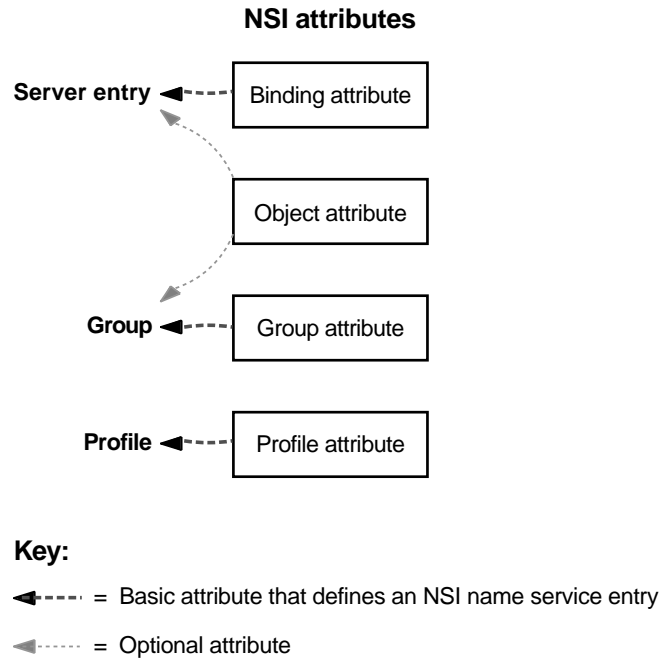 NSI attributes
Server entry
Binding attribute
Object attribute
Group
Group attribute
Profile
Profile attribute
Key:
= Basic attribute that defines an NSI name service entry
= Optional attribute